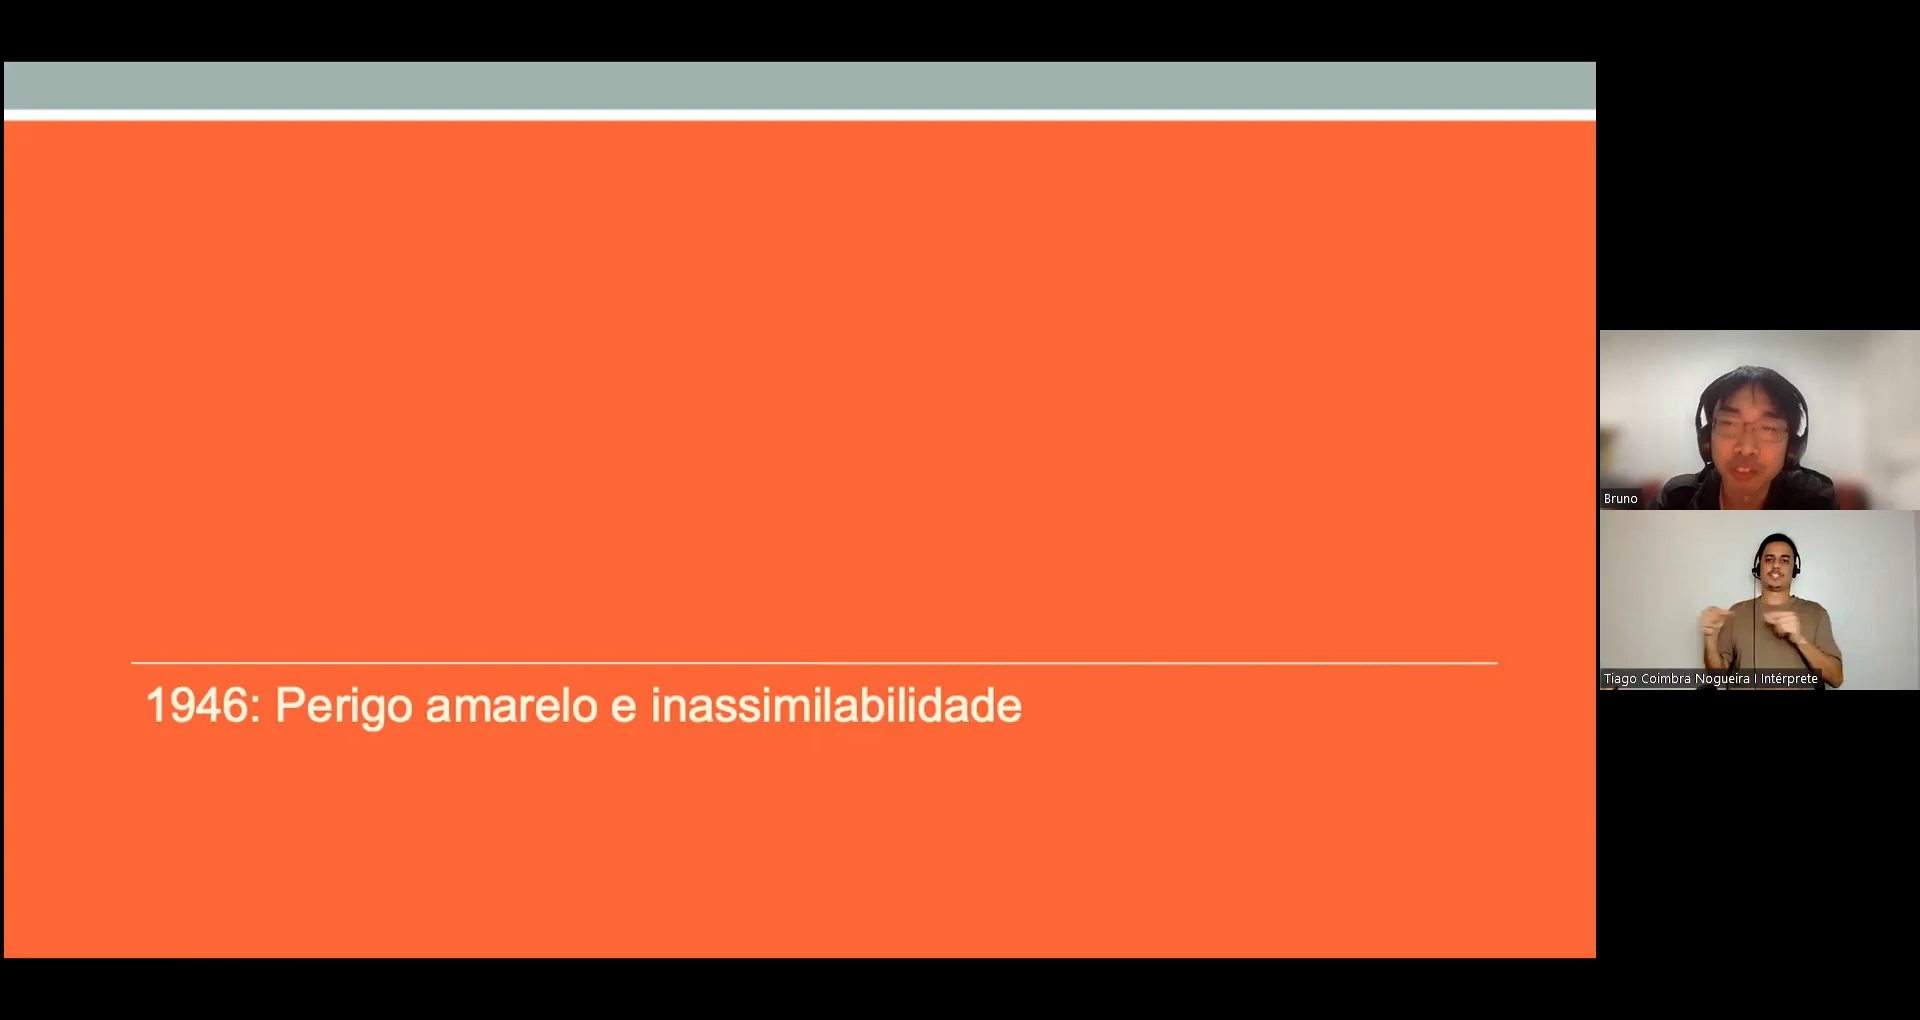 1946: Perigo amarelo e inassimilabilidade
Bruno
Tiago Coimbra Nogueira I Intérprete